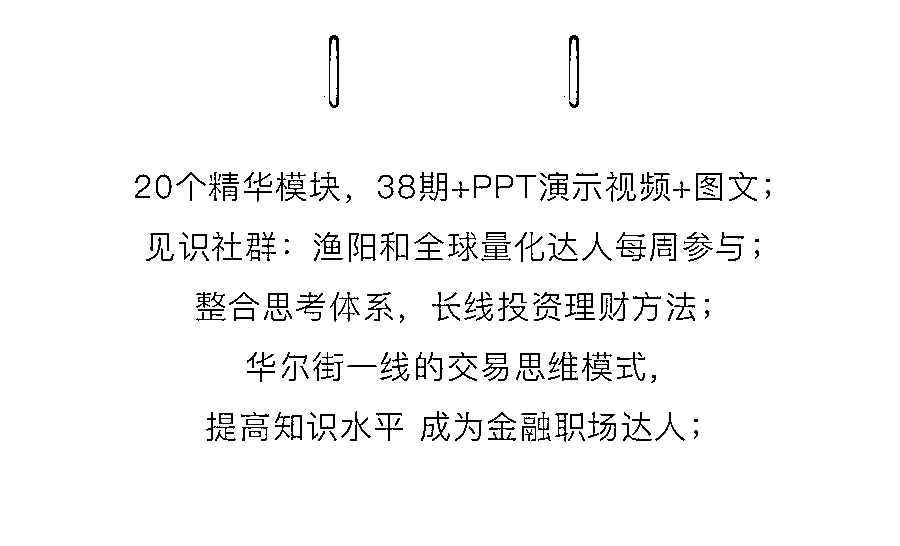 20个精华模块，38期+PPT演示视频+图文；
见识社群：渔阳和全球量化达人每周参与；
整合思考体系，长线投资理财方法；
华尔街一线的交易思维模式，
提高知识水平 成为金融职场达人；